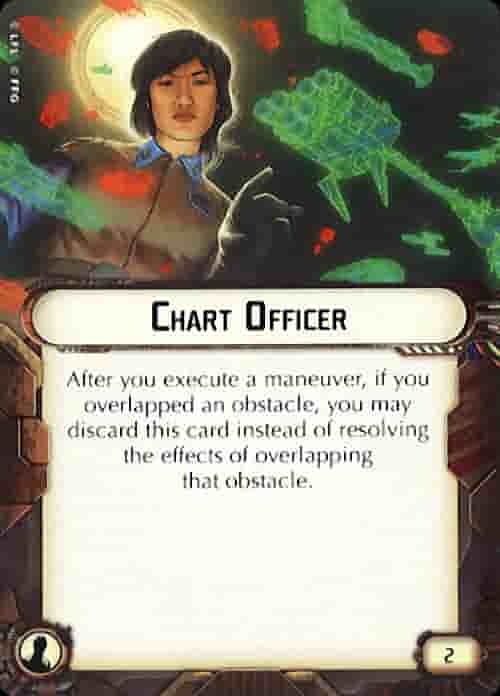 © LFL © FFG
CHART OFFICER
After you execute a maneuver, if you
overlapped an obstacle, you may
discard this card instead of resolving
the effects of overlapping
that obstacle.
2